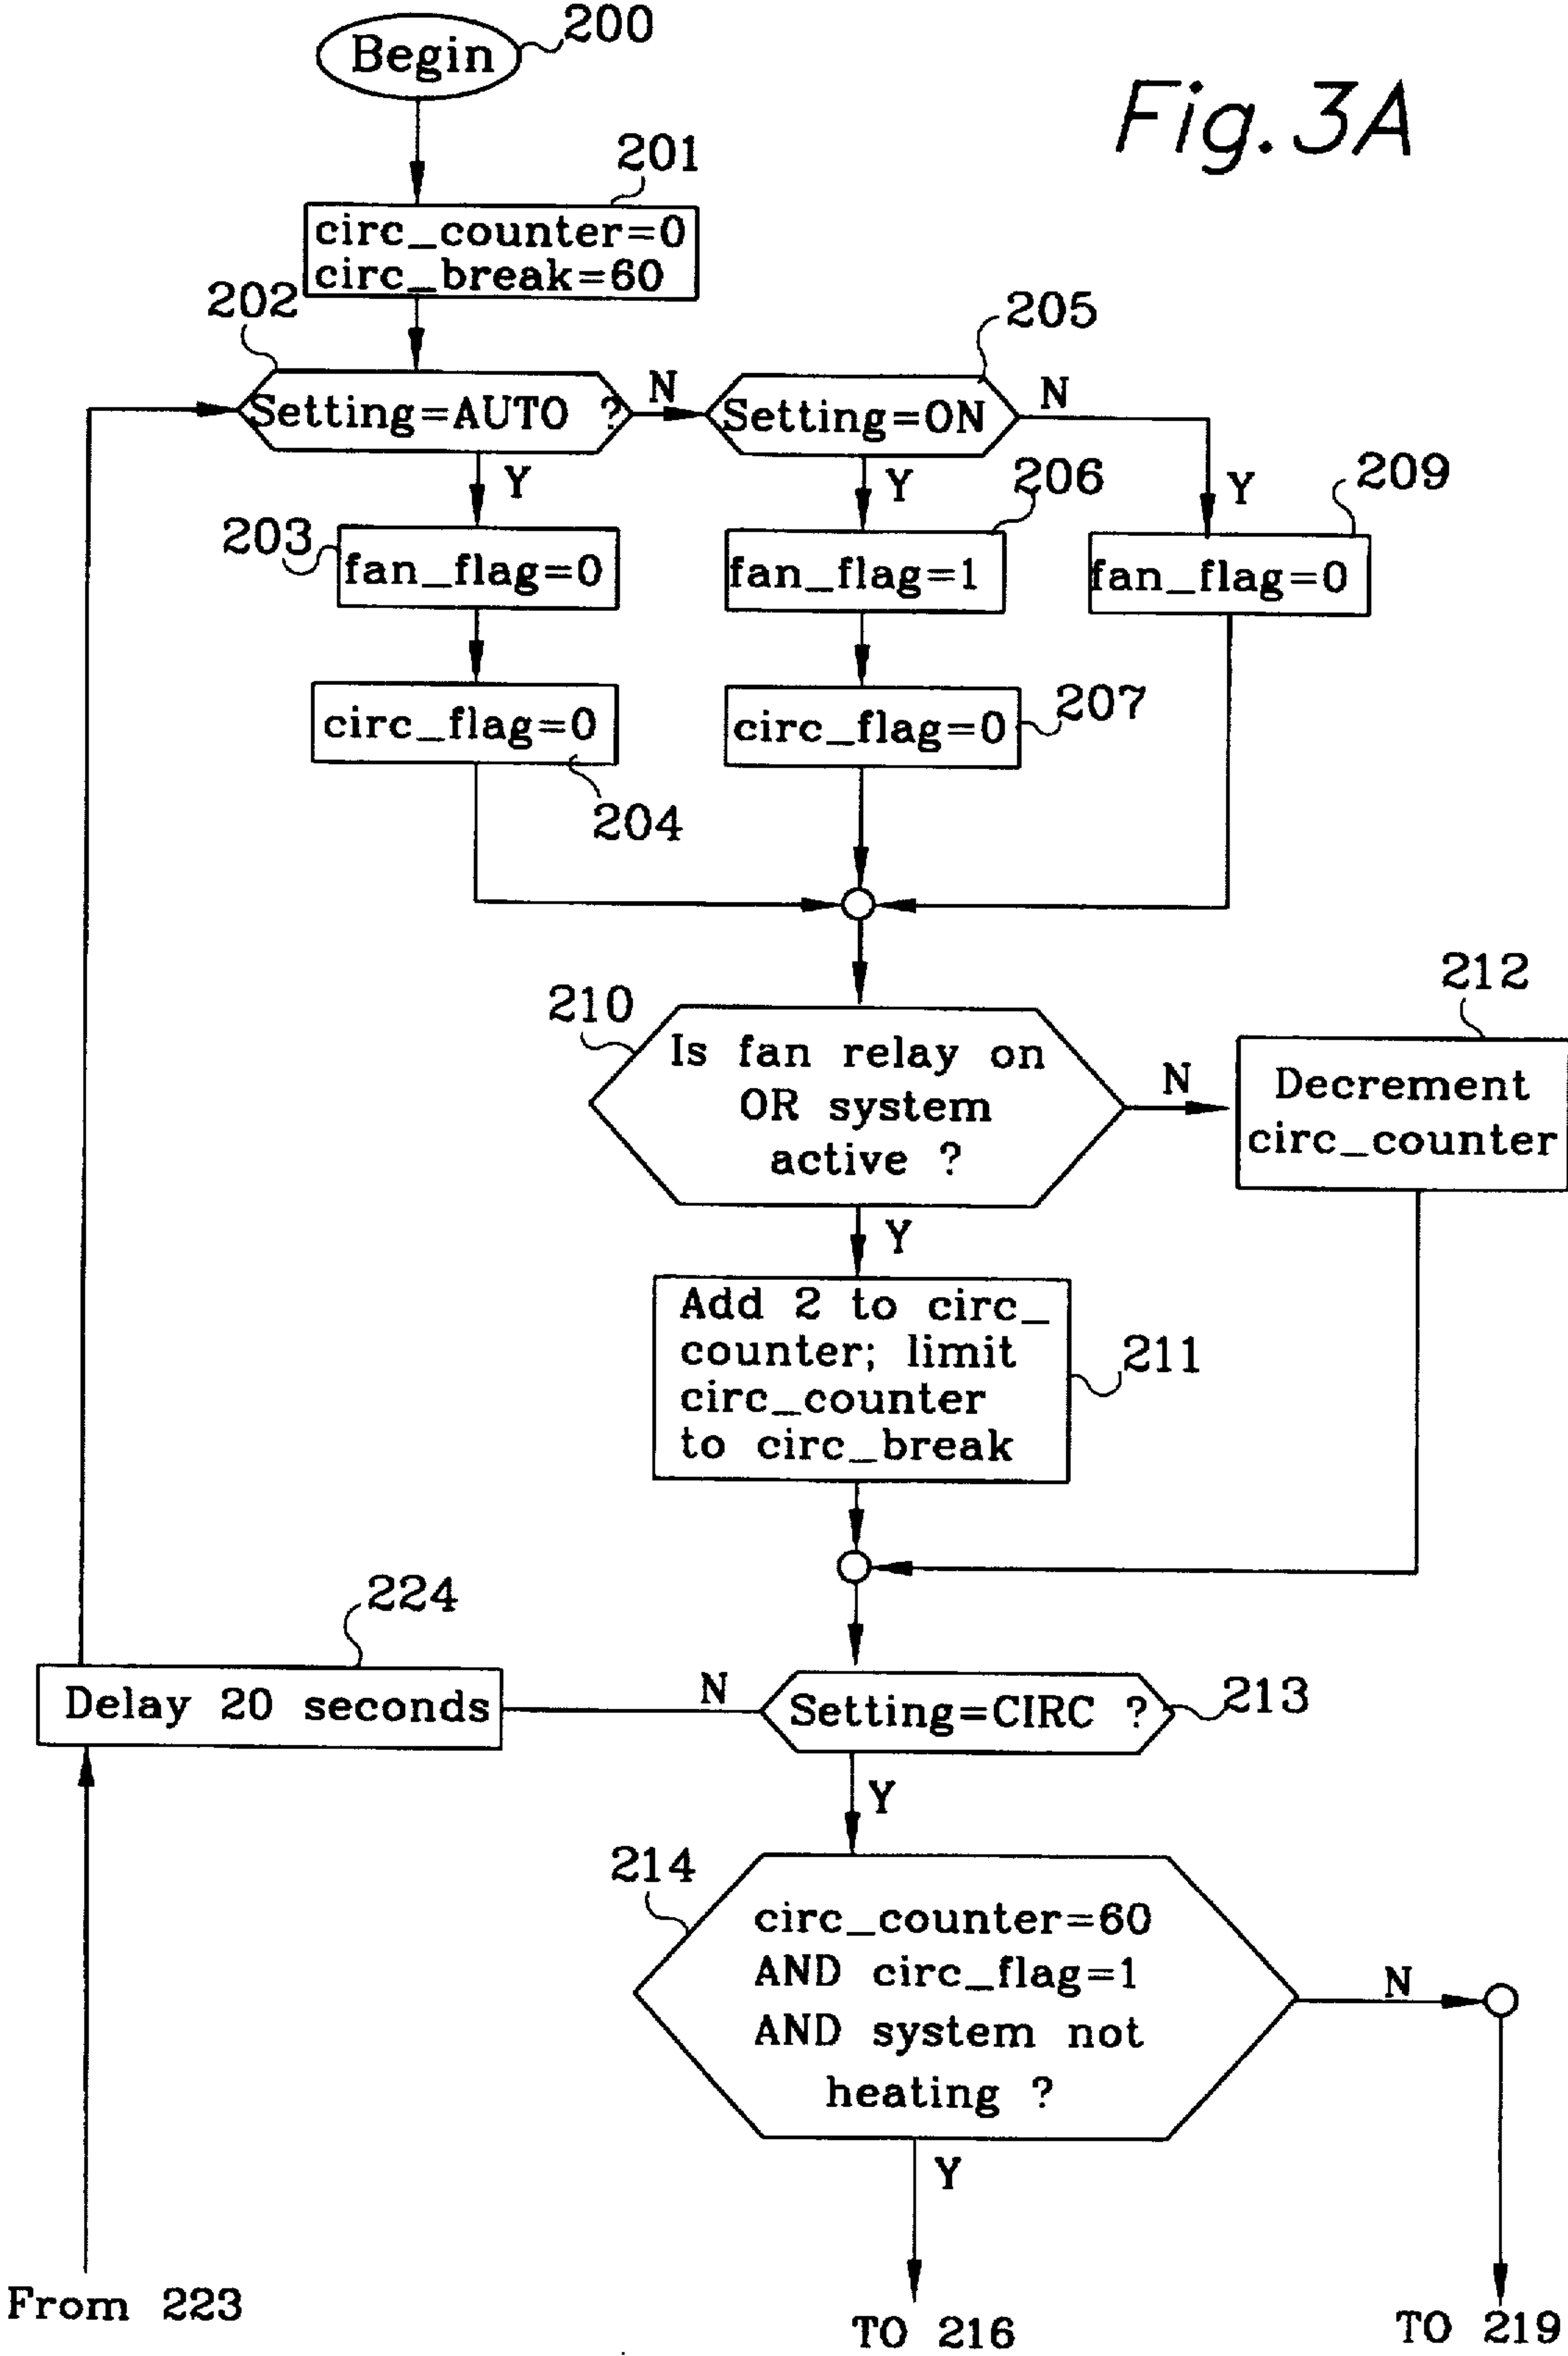 Begin
200
Fig. 3A
201
circ_counter=0
circ_break=60
202
205
Setting=AUTO ?
N
Setting=ON
N
Y
Y
206
Y
209
203
fan_flag=0
fan_flag=1
fan_flag=0
circ_flag=0
circ_flag=0
207
204
210
Is fan relay on
OR system
active ?
N
212
Decrement
circ_counter
Y
Add 2 to circ_
counter; limit
circ_counter
to circ_break
211
224
Delay 20 seconds
N
Setting=CIRC ?
213
Y
214
circ_counter=60
AND circ_flag=1
AND system not
heating ?
N
Y
From 223
TO 216
TO 219